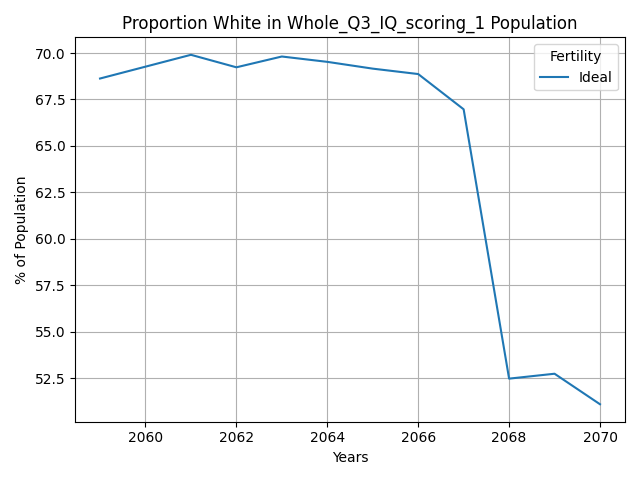 Proportion White in Whole_Q3_IQ_scoring_1 Population
70.0
67.5
65.0
62.5
60.0
57.5
55.0
52.5
% of Population
Fertility
Ideal
2060 2062 2064 2066 2068 2070
Years